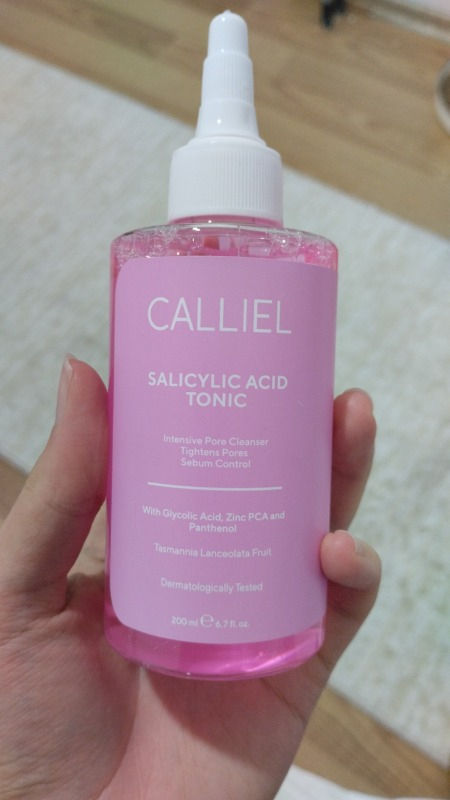 CALLIEL
SALICYLIC ACID
TONIC
Intensive Pore Cleanser
Tightens Pores
Sebum Control
With Glycolic Acid, Zinc PCA and
Panthenol
Tasmannia Lanceolata Fruit
Dermatologically Tested
200 ml ℮ 6.7 fl. oz.